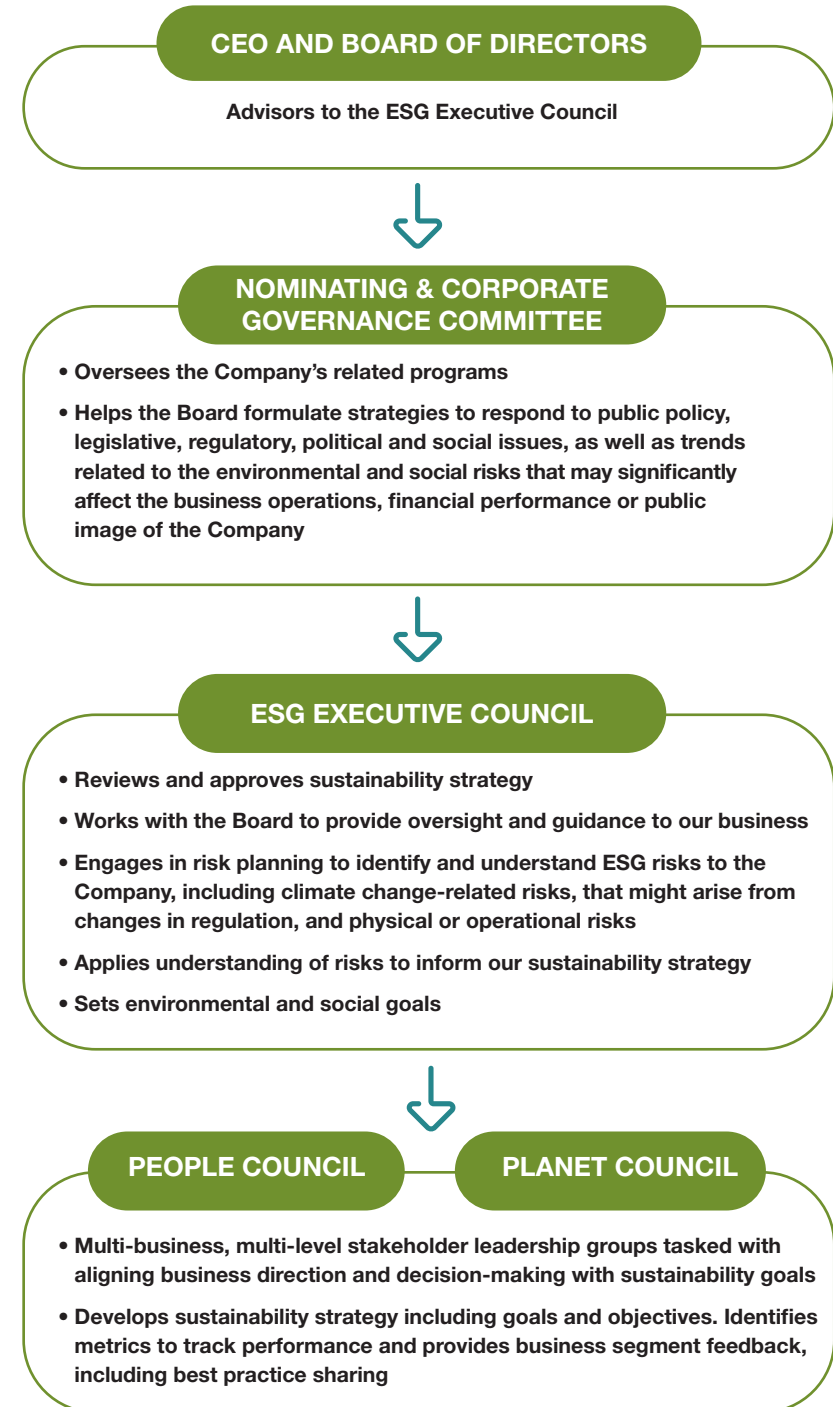 CEO AND BOARD OF DIRECTORS
Advisors to the ESG Executive Council
NOMINATING & CORPORATE
GOVERNANCE COMMITTEE
• Oversees the Company’s related programs
• Helps the Board formulate strategies to respond to public policy,
legislative, regulatory, political and social issues, as well as trends
related to the environmental and social risks that may significantly
affect the business operations, financial performance or public
image of the Company
ESG EXECUTIVE COUNCIL
• Reviews and approves sustainability strategy
• Works with the Board to provide oversight and guidance to our business
• Engages in risk planning to identify and understand ESG risks to the
Company, including climate change-related risks, that might arise from
changes in regulation, and physical or operational risks
• Applies understanding of risks to inform our sustainability strategy
• Sets environmental and social goals
PEOPLE COUNCIL
PLANET COUNCIL
• Multi-business, multi-level stakeholder leadership groups tasked with
aligning business direction and decision-making with sustainability goals
• Develops sustainability strategy including goals and objectives. Identifies
metrics to track performance and provides business segment feedback,
including best practice sharing